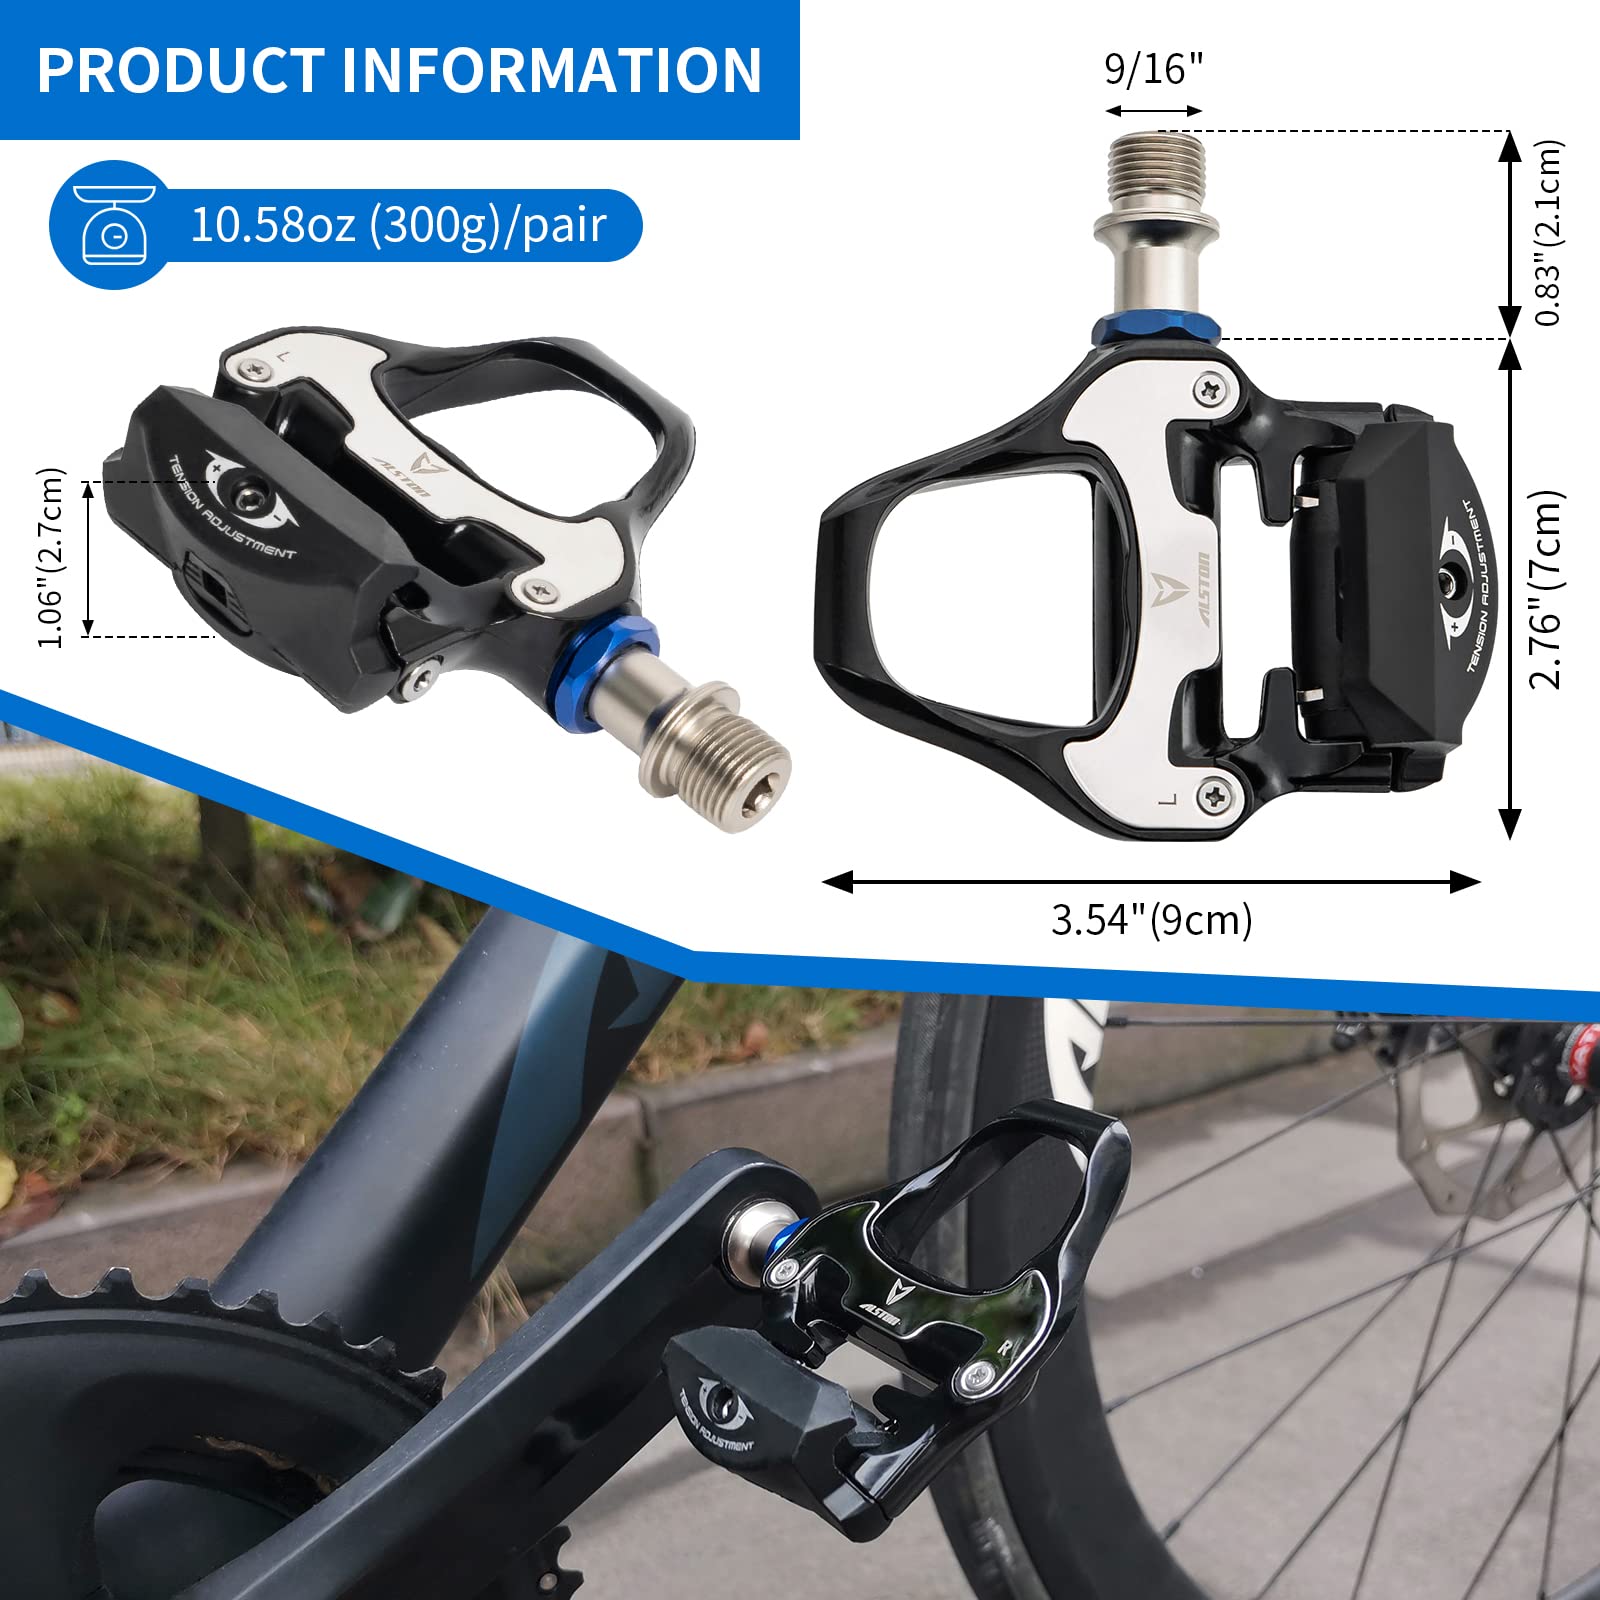 PRODUCT INFORMATION
10.58oz (300g)/pair
9/16"
0.83"(2.1cm)
2.76"(7cm)
3.54"(9cm)
1.06"(2.7cm)
L
ALSTON
+
-
TENSION ADJUSTMENT
ALSTON
L
+
-
TENSION ADJUSTMENT
ALSTON
R
TENSION ADJUSTMENT